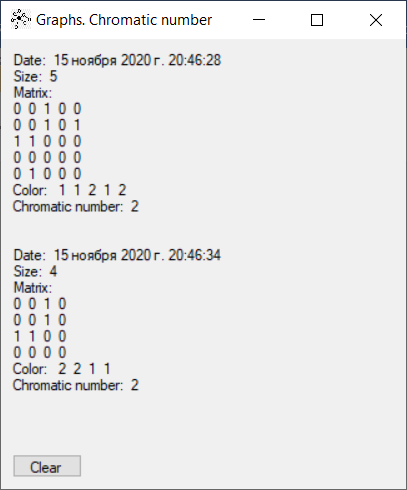 Graphs. Chromatic number
Date: 15 ноября 2020 г. 20:46:28
Size: 5
Matrix:
0 0 1 0 0
0 0 1 0 1
1 1 0 0 0
0 0 0 0 0
0 1 0 0 0
Color: 1 1 2 1 2
Chromatic number: 2
Date: 15 ноября 2020 г. 20:46:34
Size: 4
Matrix:
0 0 1 0
0 0 1 0
1 1 0 0
0 0 0 0
Color: 2 2 1 1
Chromatic number: 2
Clear